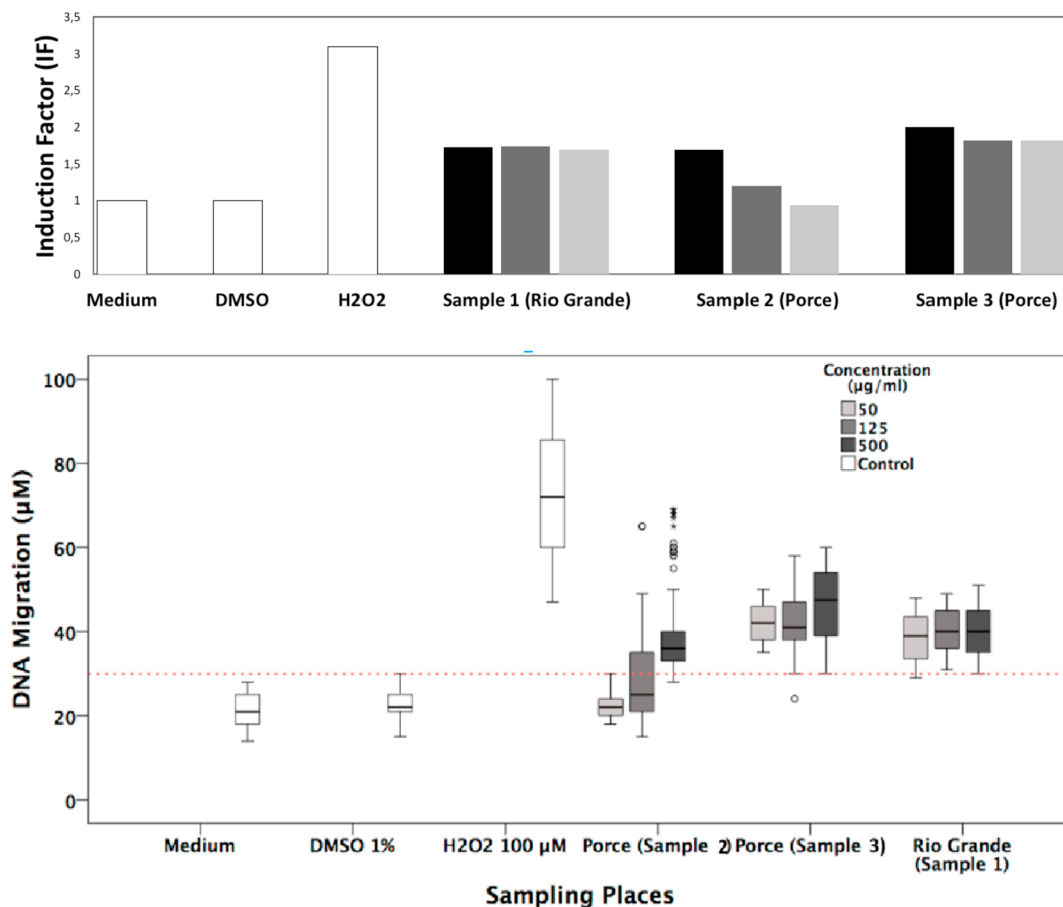 Induction Factor (IF)
3,5
3
2,5
2
1,5
1
0,5
0
Medium DMSO H2O2 Sample 1 (Rio Grande) Sample 2 (Porce) Sample 3 (Porce)
Concentration
(µg/ml)
50
125
500
Control
DNA Migration (µM)
100
80
60
40
20
0
Medium DMSO 1% H2O2 100 µM Porce (Sample 2) Porce (Sample 3) Rio Grande
(Sample 1)
Sampling Places